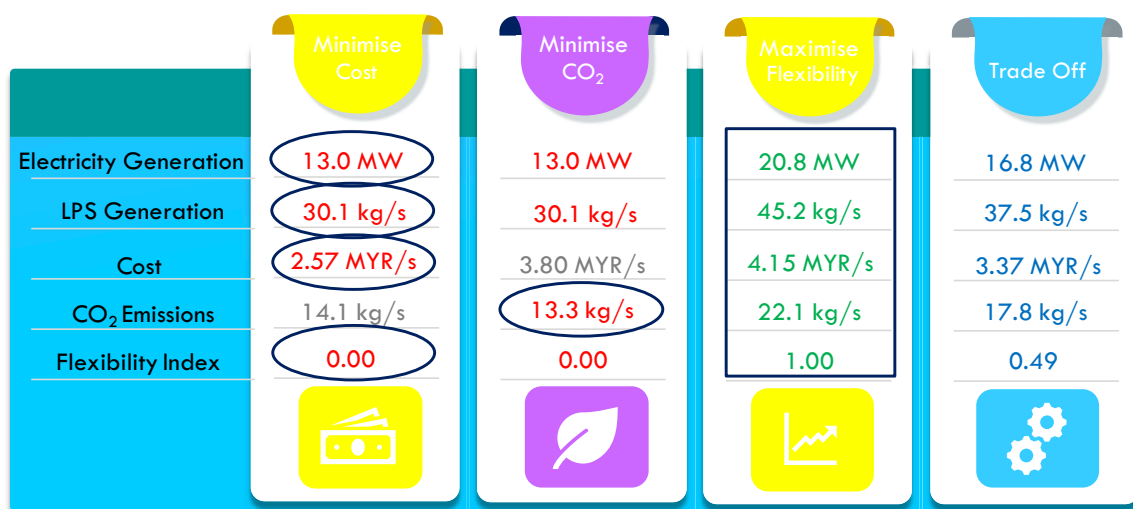 Minimise
Cost
Minimise
CO₂
Maximise
Flexibility
Trade Off
Electricity Generation 13.0 MW 13.0 MW 20.8 MW 16.8 MW
LPS Generation 30.1 kg/s 30.1 kg/s 45.2 kg/s 37.5 kg/s
Cost 2.57 MYR/s 3.80 MYR/s 4.15 MYR/s 3.37 MYR/s
CO₂ Emissions 14.1 kg/s 13.3 kg/s 22.1 kg/s 17.8 kg/s
Flexibility Index 0.00 0.00 1.00 0.49